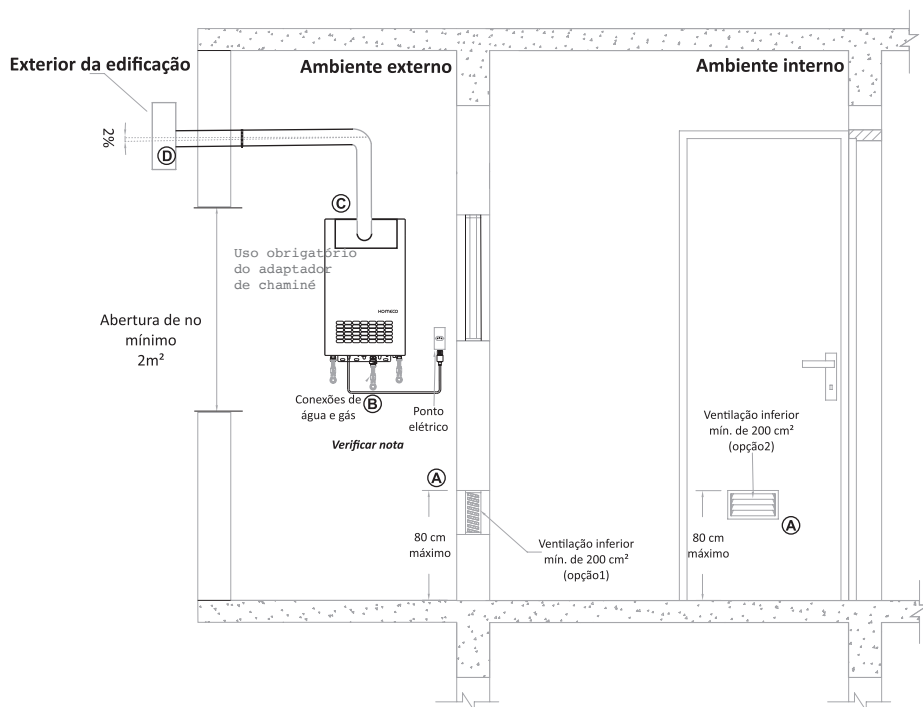 Exterior da edificação
Ambiente externo
Ambiente interno
2%
D
C
Uso obrigatório
do adaptador
de chaminé
HOMECO
Abertura de no
mínimo
2m²
Conexões de
água e gás
B
Ponto
elétrico
Verificar nota
A
80 cm
máximo
Ventilação inferior
mín. de 200 cm²
(opção1)
Ventilação inferior
mín. de 200 cm²
(opção2)
80 cm
máximo
A